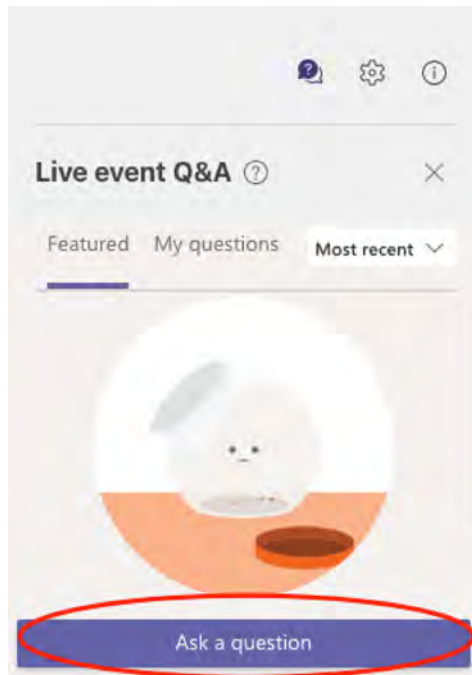 Live event Q&A
Featured My questions Most recent
Ask a question